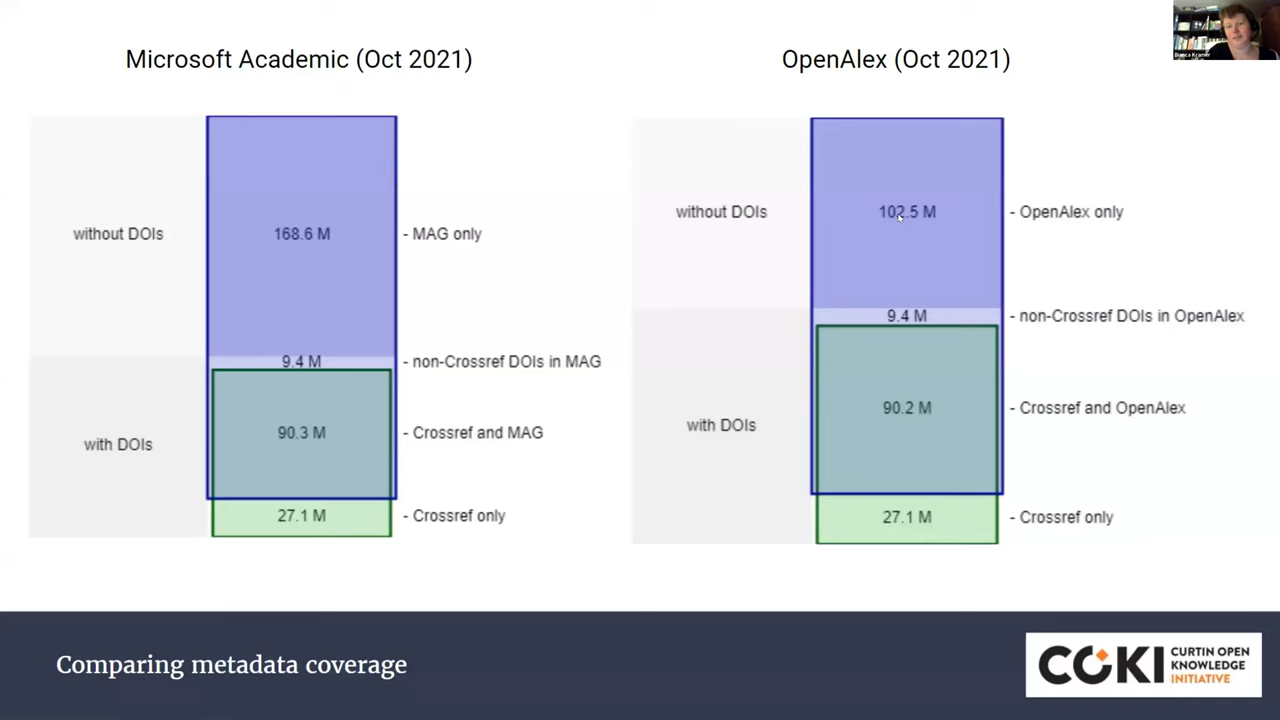 Microsoft Academic (Oct 2021)
without DOIs
168.6 M
- MAG only
9.4 M
- non-Crossref DOIs in MAG
with DOIs
90.3 M
- Crossref and MAG
27.1 M
- Crossref only
OpenAlex (Oct 2021)
without DOIs
102.5 M
- OpenAlex only
9.4 M
- non-Crossref DOIs in OpenAlex
with DOIs
90.2 M
- Crossref and OpenAlex
27.1 M
- Crossref only
Bianca Kramer
Comparing metadata coverage
COKI
CURTIN OPEN
KNOWLEDGE
INITIATIVE